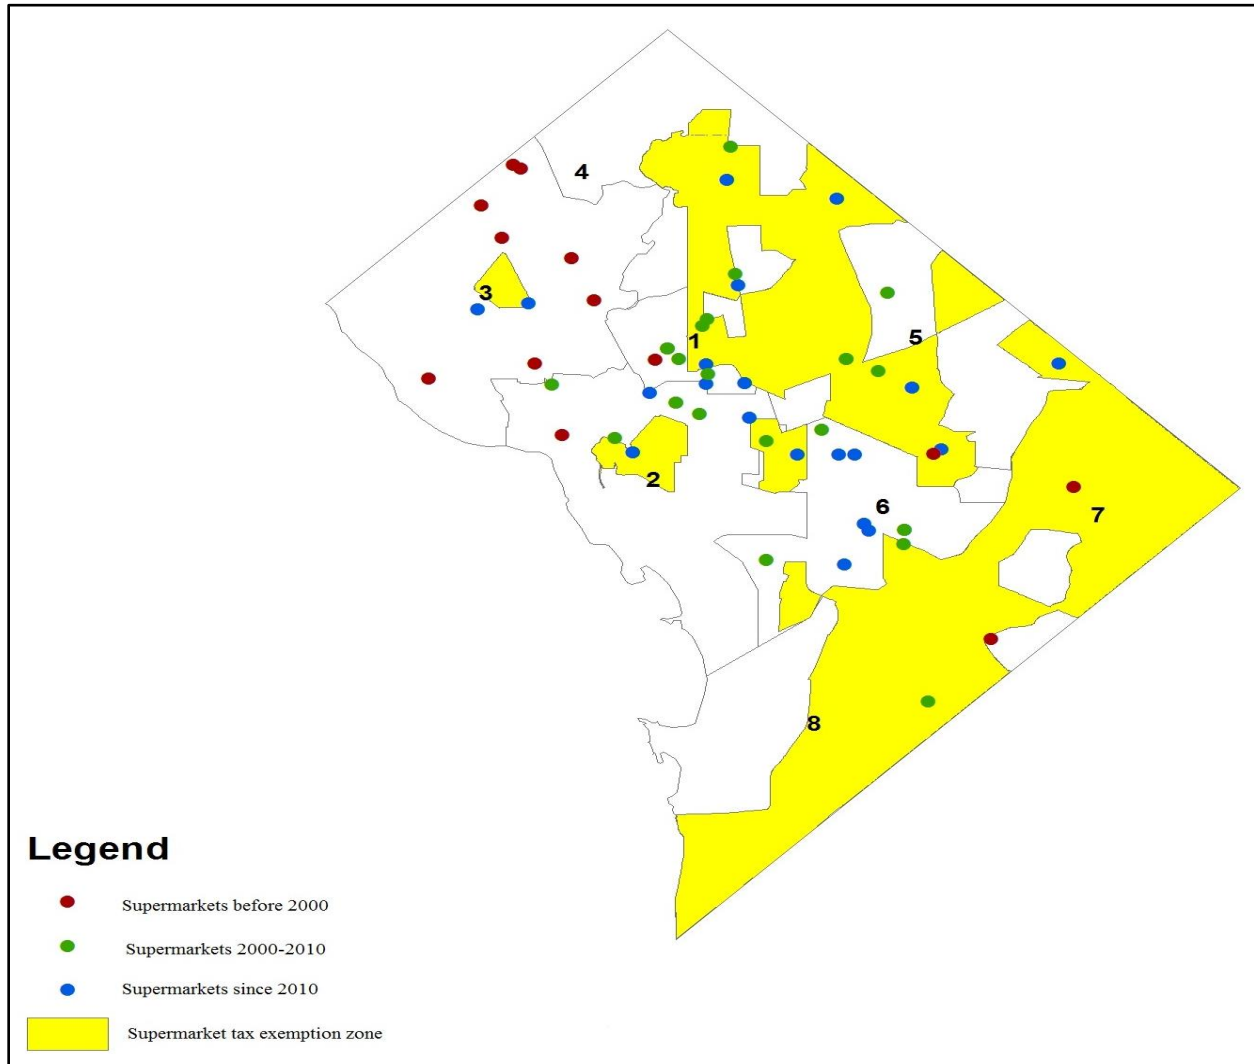 4
3
1
5
2
6
7
8
Legend
Supermarkets before 2000
Supermarkets 2000-2010
Supermarkets since 2010
Supermarket tax exemption zone